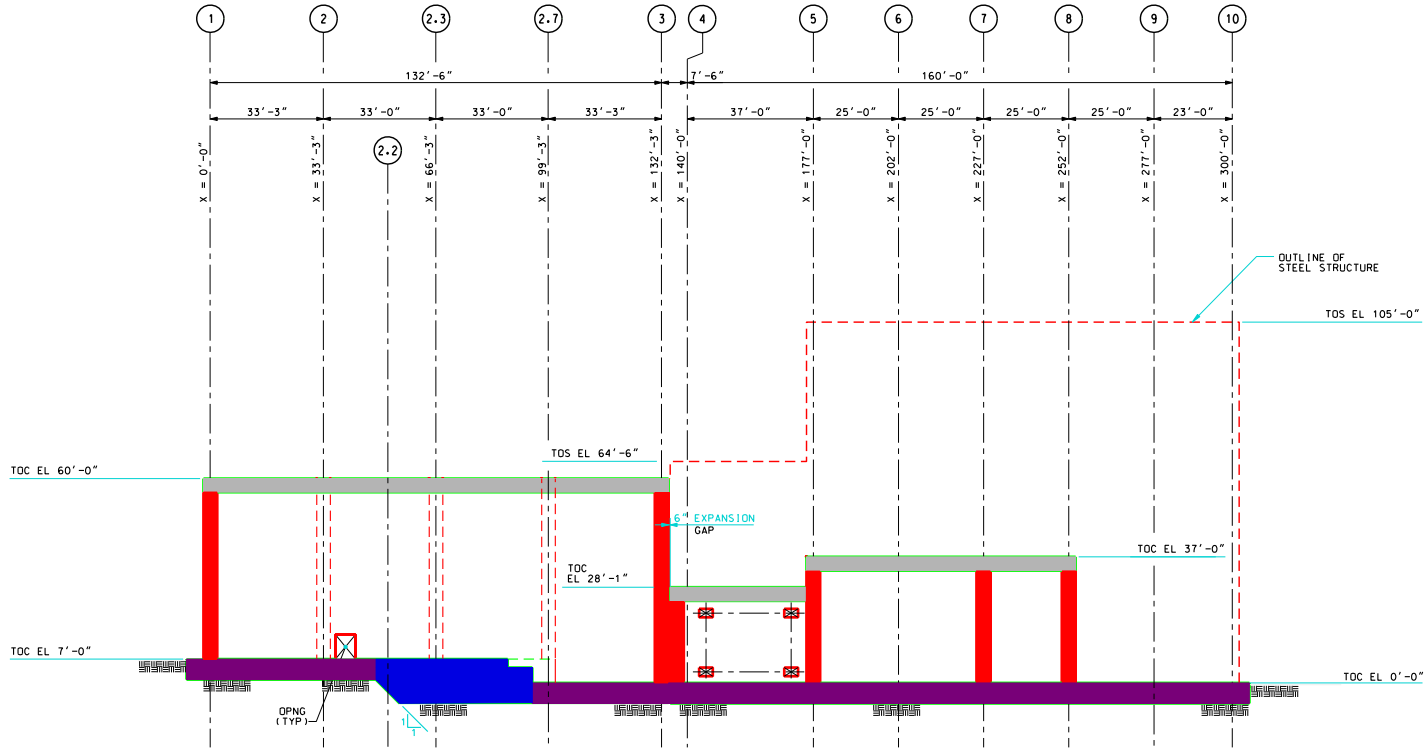 1 2 2.3 2.7 3 4 5 6 7 8 9 10
132'-6" 7'-6" 160'-0"
33'-3" 33'-0" 33'-0" 33'-3" 37'-0" 25'-0" 25'-0" 25'-0" 25'-0" 23'-0"
2.2
X = 0'-0"
X = 33'-3"
X = 66'-3"
X = 99'-3"
X = 132'-3"
X = 140'-0"
X = 177'-0"
X = 202'-0"
X = 227'-0"
X = 252'-0"
X = 277'-0"
X = 300'-0"
OUTLINE OF
STEEL STRUCTURE
TOS EL 105'-0"
TOS EL 64'-6"
TOC EL 60'-0"
6" EXPANSION
GAP
TOC EL 37'-0"
TOC
EL 28'-1"
TOC EL 7'-0"
TOC EL 0'-0"
OPNG
(TYP)
1
1